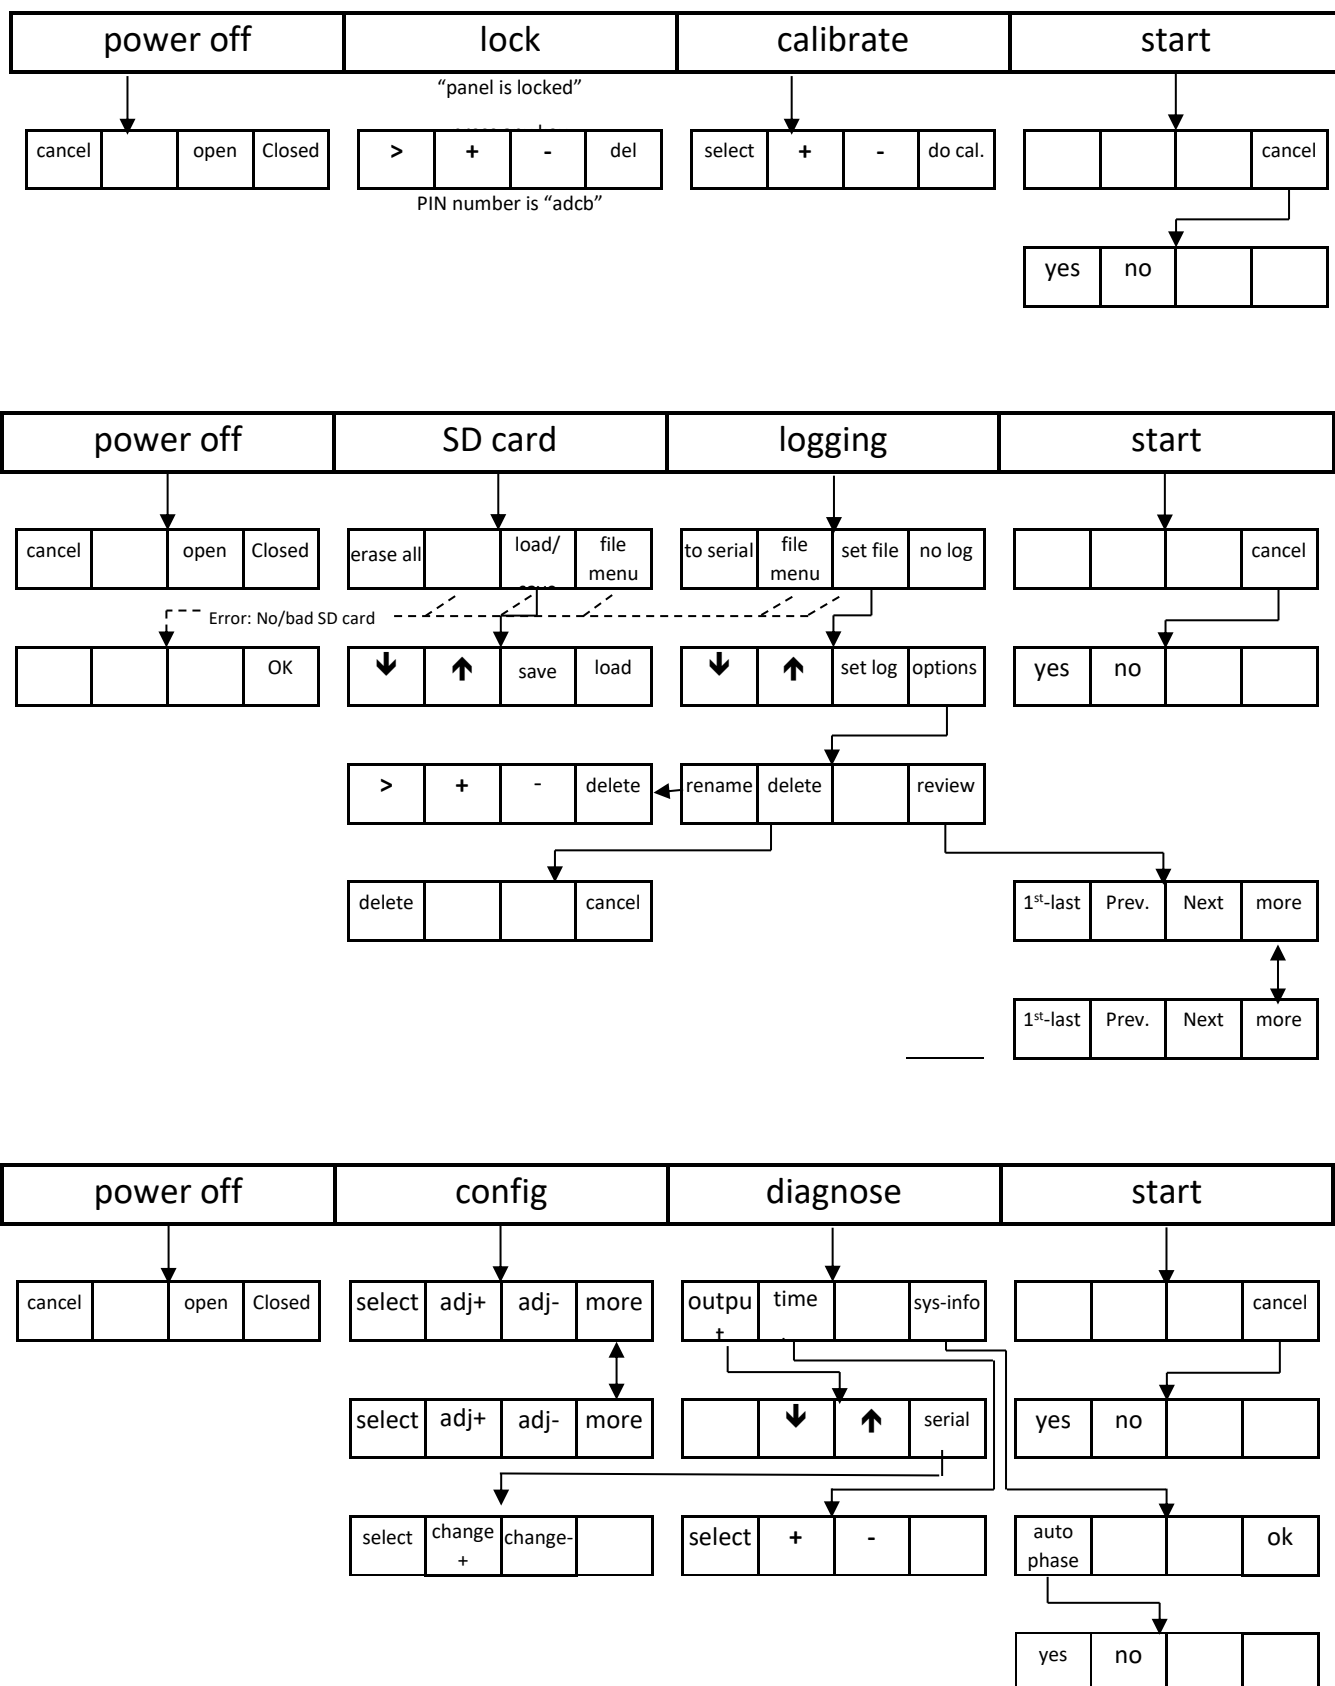 power off lock calibrate start
“panel is locked”
cancel open Closed > + - del select + - do cal. cancel
PIN number is “adcb”
yes no
power off SD card logging start
cancel open Closed erase all load/ file menu to serial file menu set file no log cancel
Error: No/bad SD card
OK 🡻 🡹 save load 🡻 🡹 set log options yes no
> + - delete rename delete review
delete cancel 1st-last Prev. Next more
1st-last Prev. Next more
power off config diagnose start
cancel open Closed select adj+ adj- more outpu time sys-info cancel
select adj+ adj- more 🡻 🡹 serial yes no
select change + change- select + - auto phase ok
yes no